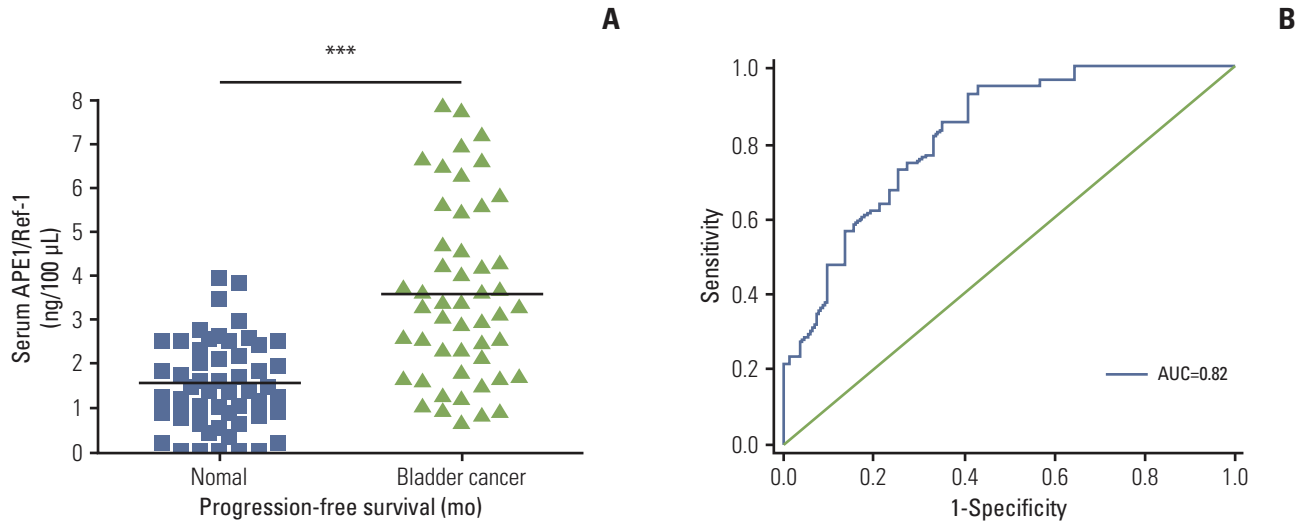 A
***
8
7
6
5
4
3
2
1
0
Serum APE1/Ref-1
(ng/100 μL)
Nomal
Bladder cancer
Progression-free survival (mo)
B
1.0
0.8
0.6
0.4
0.2
0.0
Sensitivity
AUC=0.82
0.0
0.2
0.4
0.6
0.8
1.0
1-Specificity